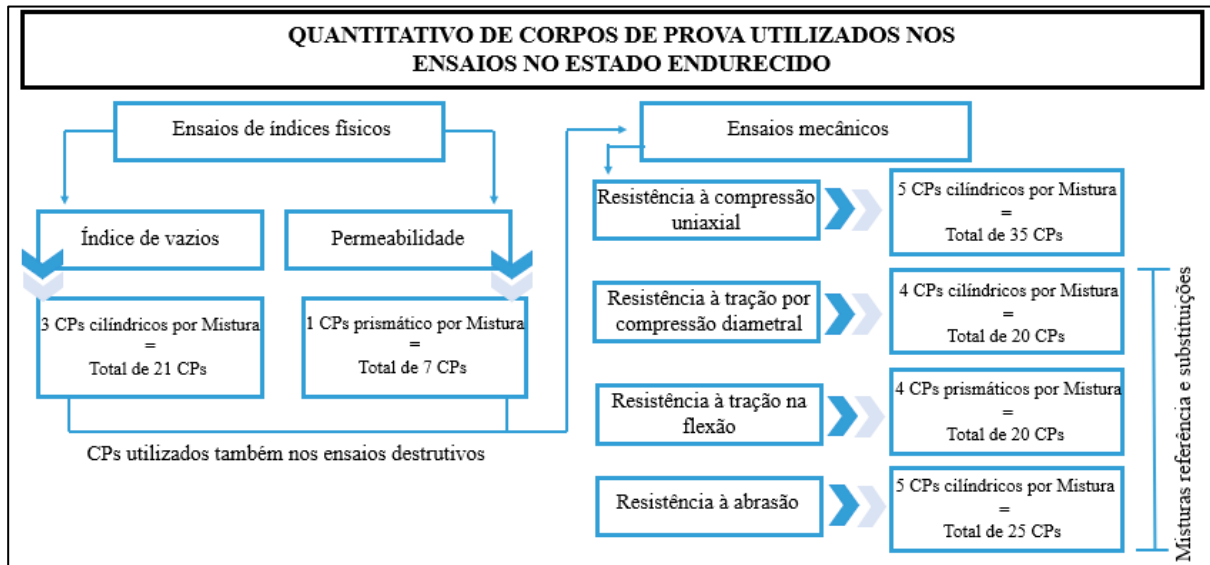 QUANTITATIVO DE CORPOS DE PROVA UTILIZADOS NOS
ENSAIOS NO ESTADO ENDURECIDO
Ensaios de índices físicos
Índice de vazios
Permeabilidade
3 CPs cilíndricos por Mistura
=
Total de 21 CPs
1 CPs prismático por Mistura
=
Total de 7 CPs
CPs utilizados também nos ensaios destrutivos
Ensaios mecânicos
Resistência à compressão
uniaxial
5 CPs cilíndricos por Mistura
=
Total de 35 CPs
Resistência à tração por
compressão diametral
4 CPs cilíndricos por Mistura
=
Total de 20 CPs
Resistência à tração na
flexão
4 CPs prismáticos por Mistura
=
Total de 20 CPs
Resistência à abrasão
5 CPs cilíndricos por Mistura
=
Total de 25 CPs
Misturas referência e substituições